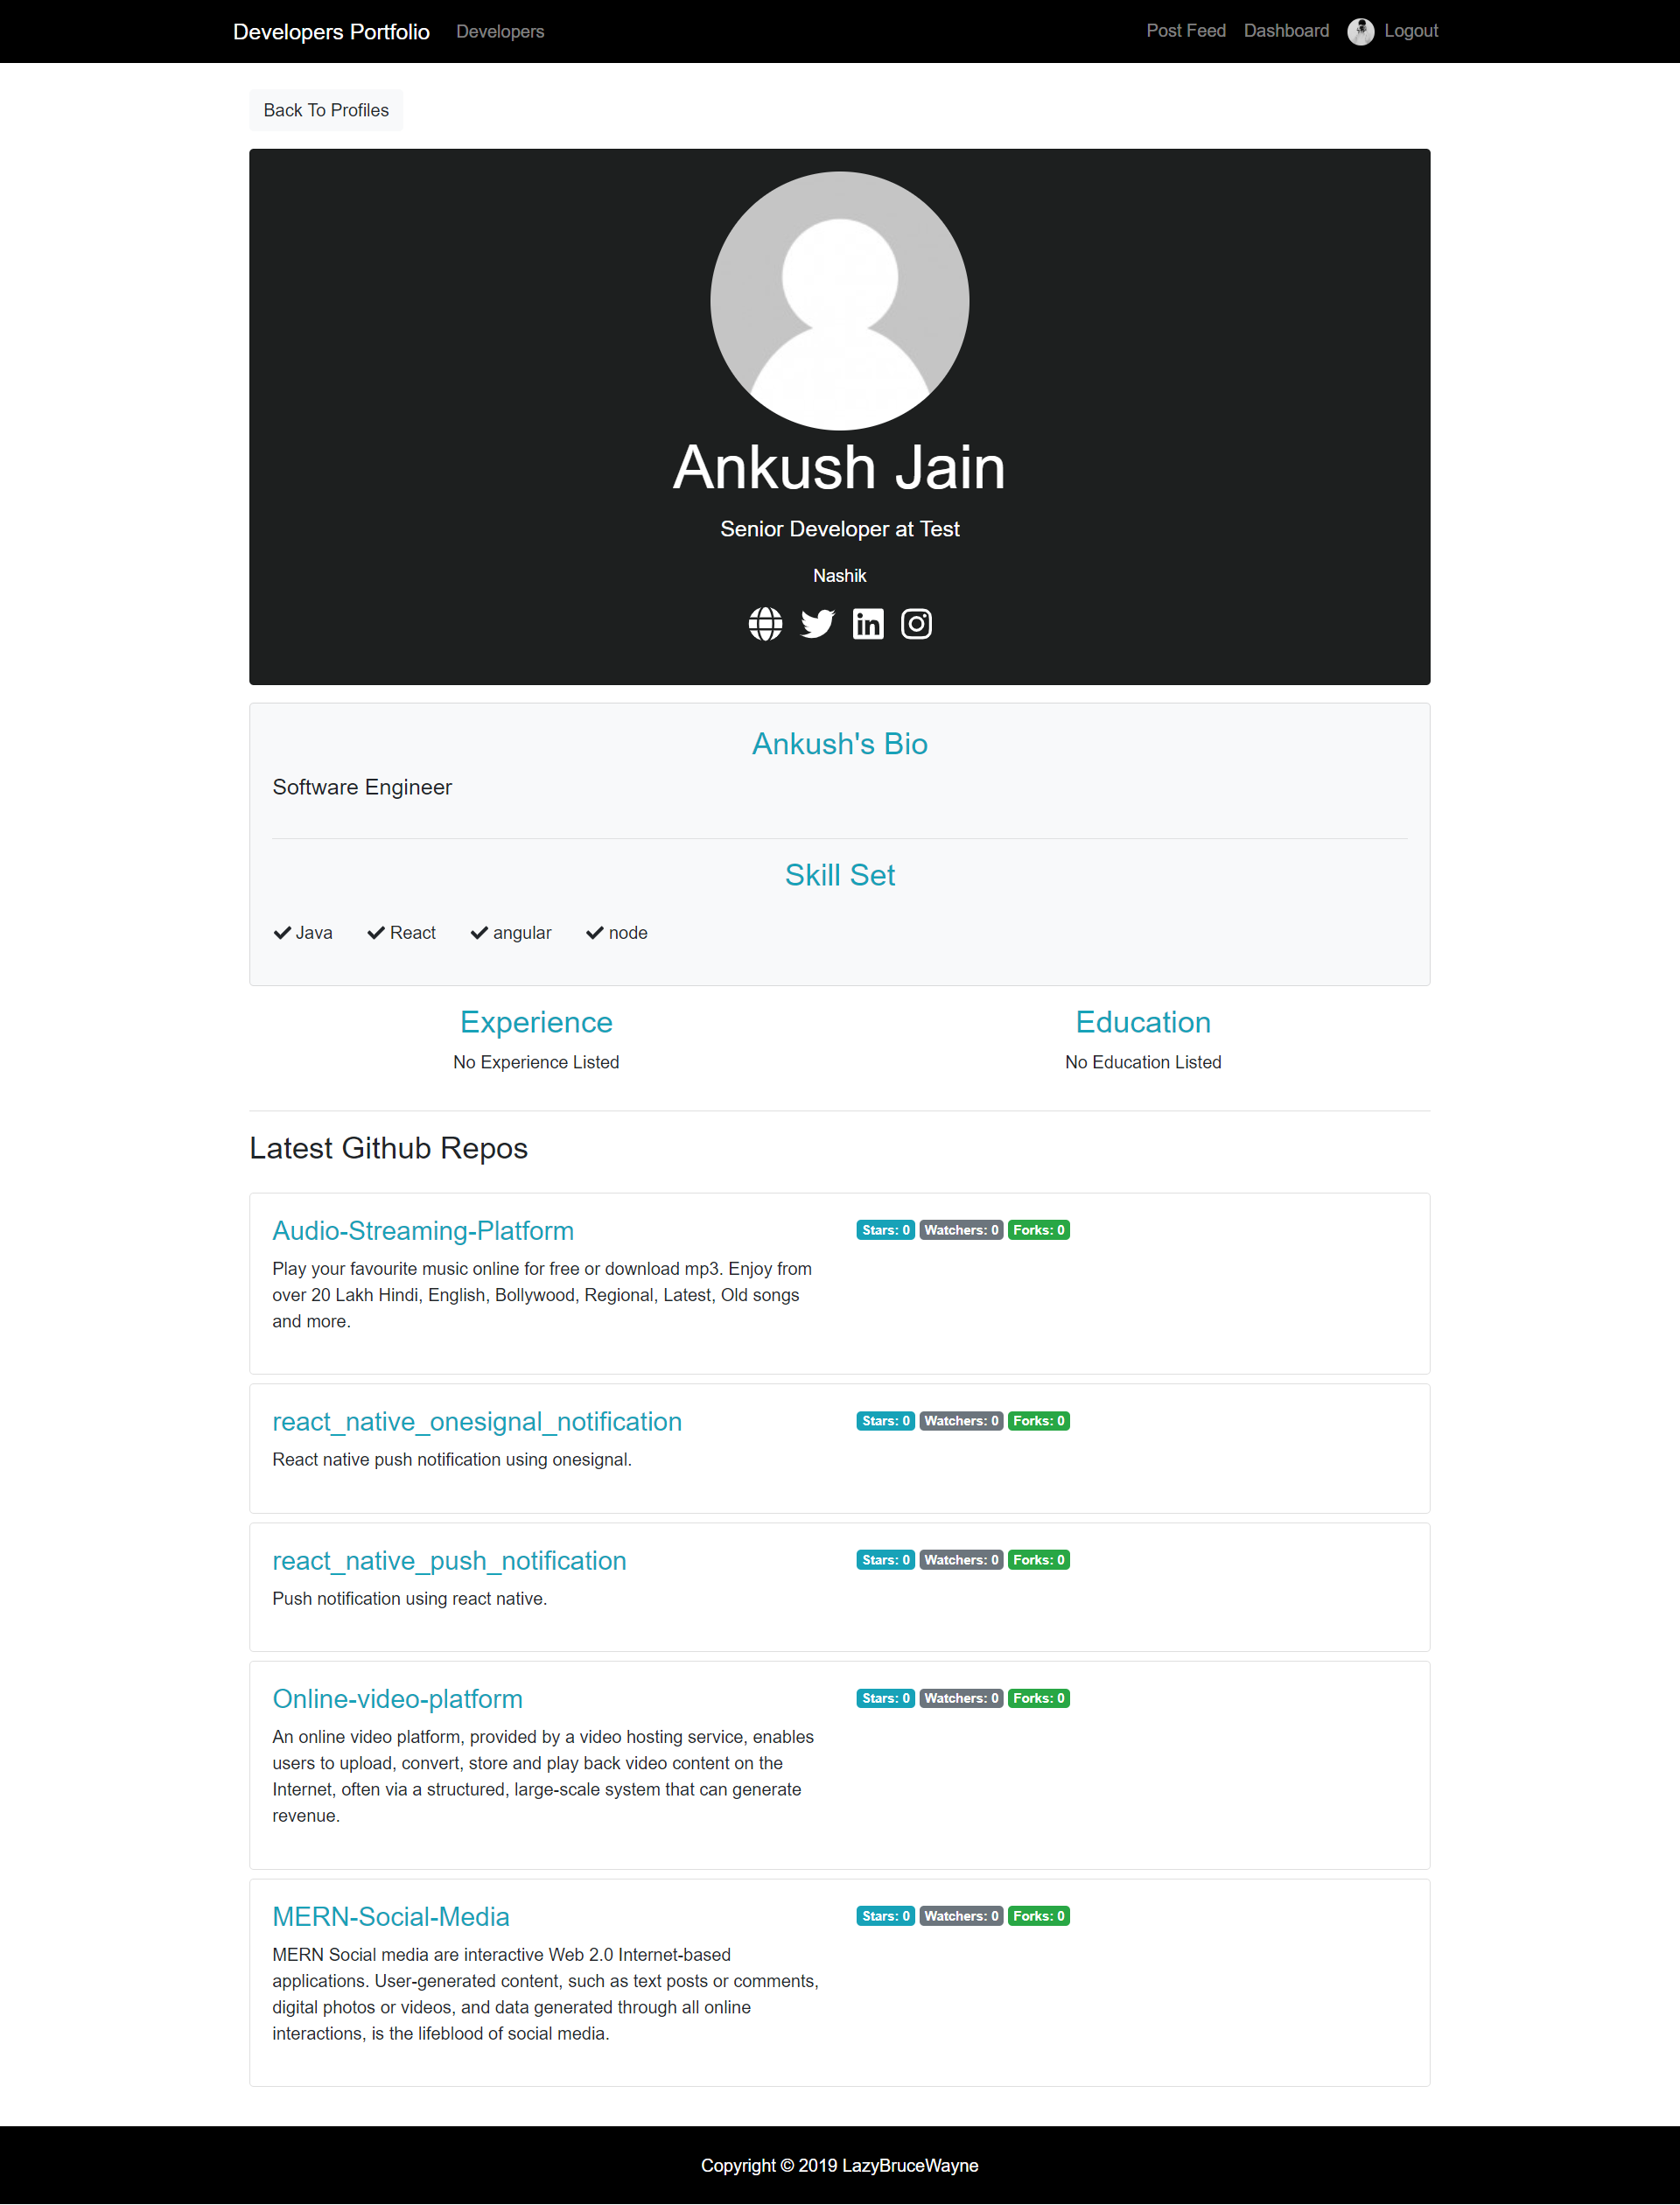 Developers Portfolio Developers Post Feed Dashboard Logout
Back To Profiles
Ankush Jain
Senior Developer at Test
Nashik
Ankush's Bio
Software Engineer
Skill Set
Java React angular node
Experience
No Experience Listed
Education
No Education Listed
Latest Github Repos
Audio-Streaming-Platform
Play your favourite music online for free or download mp3. Enjoy from
over 20 Lakh Hindi, English, Bollywood, Regional, Latest, Old songs
and more.
Stars: 0 Watchers: 0 Forks: 0
react_native_onesignal_notification
React native push notification using onesignal.
Stars: 0 Watchers: 0 Forks: 0
react_native_push_notification
Push notification using react native.
Stars: 0 Watchers: 0 Forks: 0
Online-video-platform
An online video platform, provided by a video hosting service, enables
users to upload, convert, store and play back video content on the
Internet, often via a structured, large-scale system that can generate
revenue.
Stars: 0 Watchers: 0 Forks: 0
MERN-Social-Media
MERN Social media are interactive Web 2.0 Internet-based
applications. User-generated content, such as text posts or comments,
digital photos or videos, and data generated through all online
interactions, is the lifeblood of social media.
Stars: 0 Watchers: 0 Forks: 0
Copyright © 2019 LazyBruceWayne